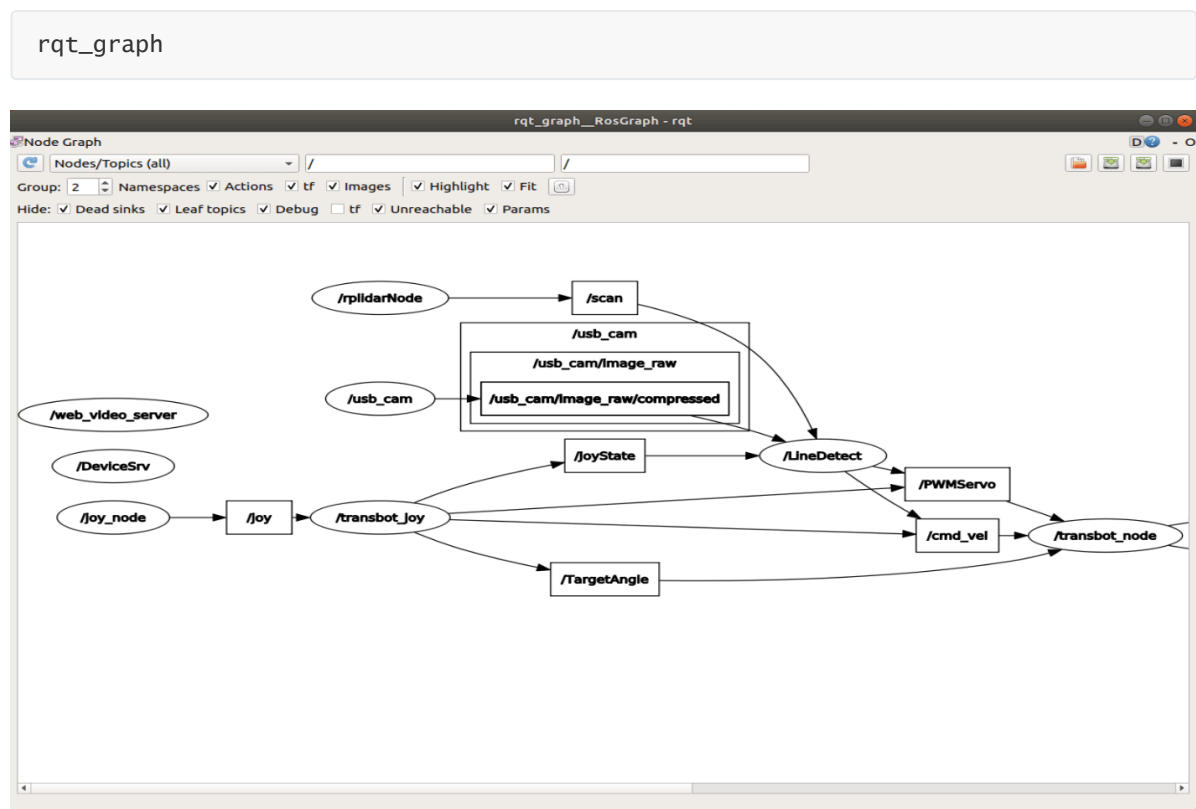 rqt_graph
rqt_graph__RosGraph - rqt
Node Graph
D - O
Nodes/Topics (all) / /
Group: 2 Namespaces Actions tf Images Highlight Fit
Hide: Dead sinks Leaf topics Debug tf Unreachable Params
/rplidarNode
/scan
/usb_cam
/usb_cam/image_raw
/usb_cam
/usb_cam/image_raw/compressed
/web_video_server
/JoyState
/LineDetect
/DeviceSrv
/PWMServo
/joy_node
/joy
/transbot_joy
/cmd_vel
/transbot_node
/TargetAngle